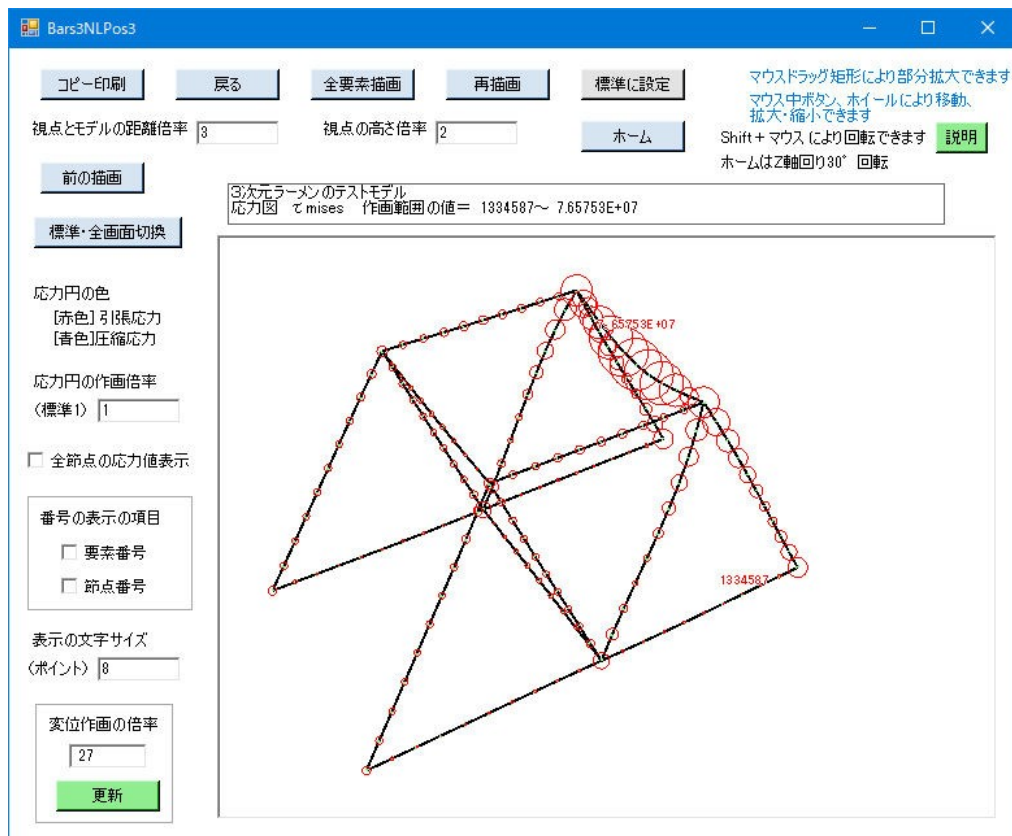 Bars3NLPos3
コピー印刷
戻る
全要素描画
再描画
標準に設定
マウスドラッグ矩形により部分拡大できます
マウス中ボタン、ホイールにより移動、
拡大・縮小できます
視点とモデルの距離倍率 3
視点の高さ倍率 2
ホーム
Shift+マウスにより回転できます
説明
ホームはZ軸回り30° 回転
前の描画
3次元ラーメンのテストモデル
応力図 τmises 作画範囲の値= 1334587～ 7.65753E+07
標準・全画面切換
応力円の色
[赤色]引張応力
[青色]圧縮応力
7.65753E+07
応力円の作画倍率
(標準1) 1
全節点の応力値表示
番号の表示の項目
要素番号
節点番号
1334587
表示の文字サイズ
(ポイント) 8
変位作画の倍率
27
更新